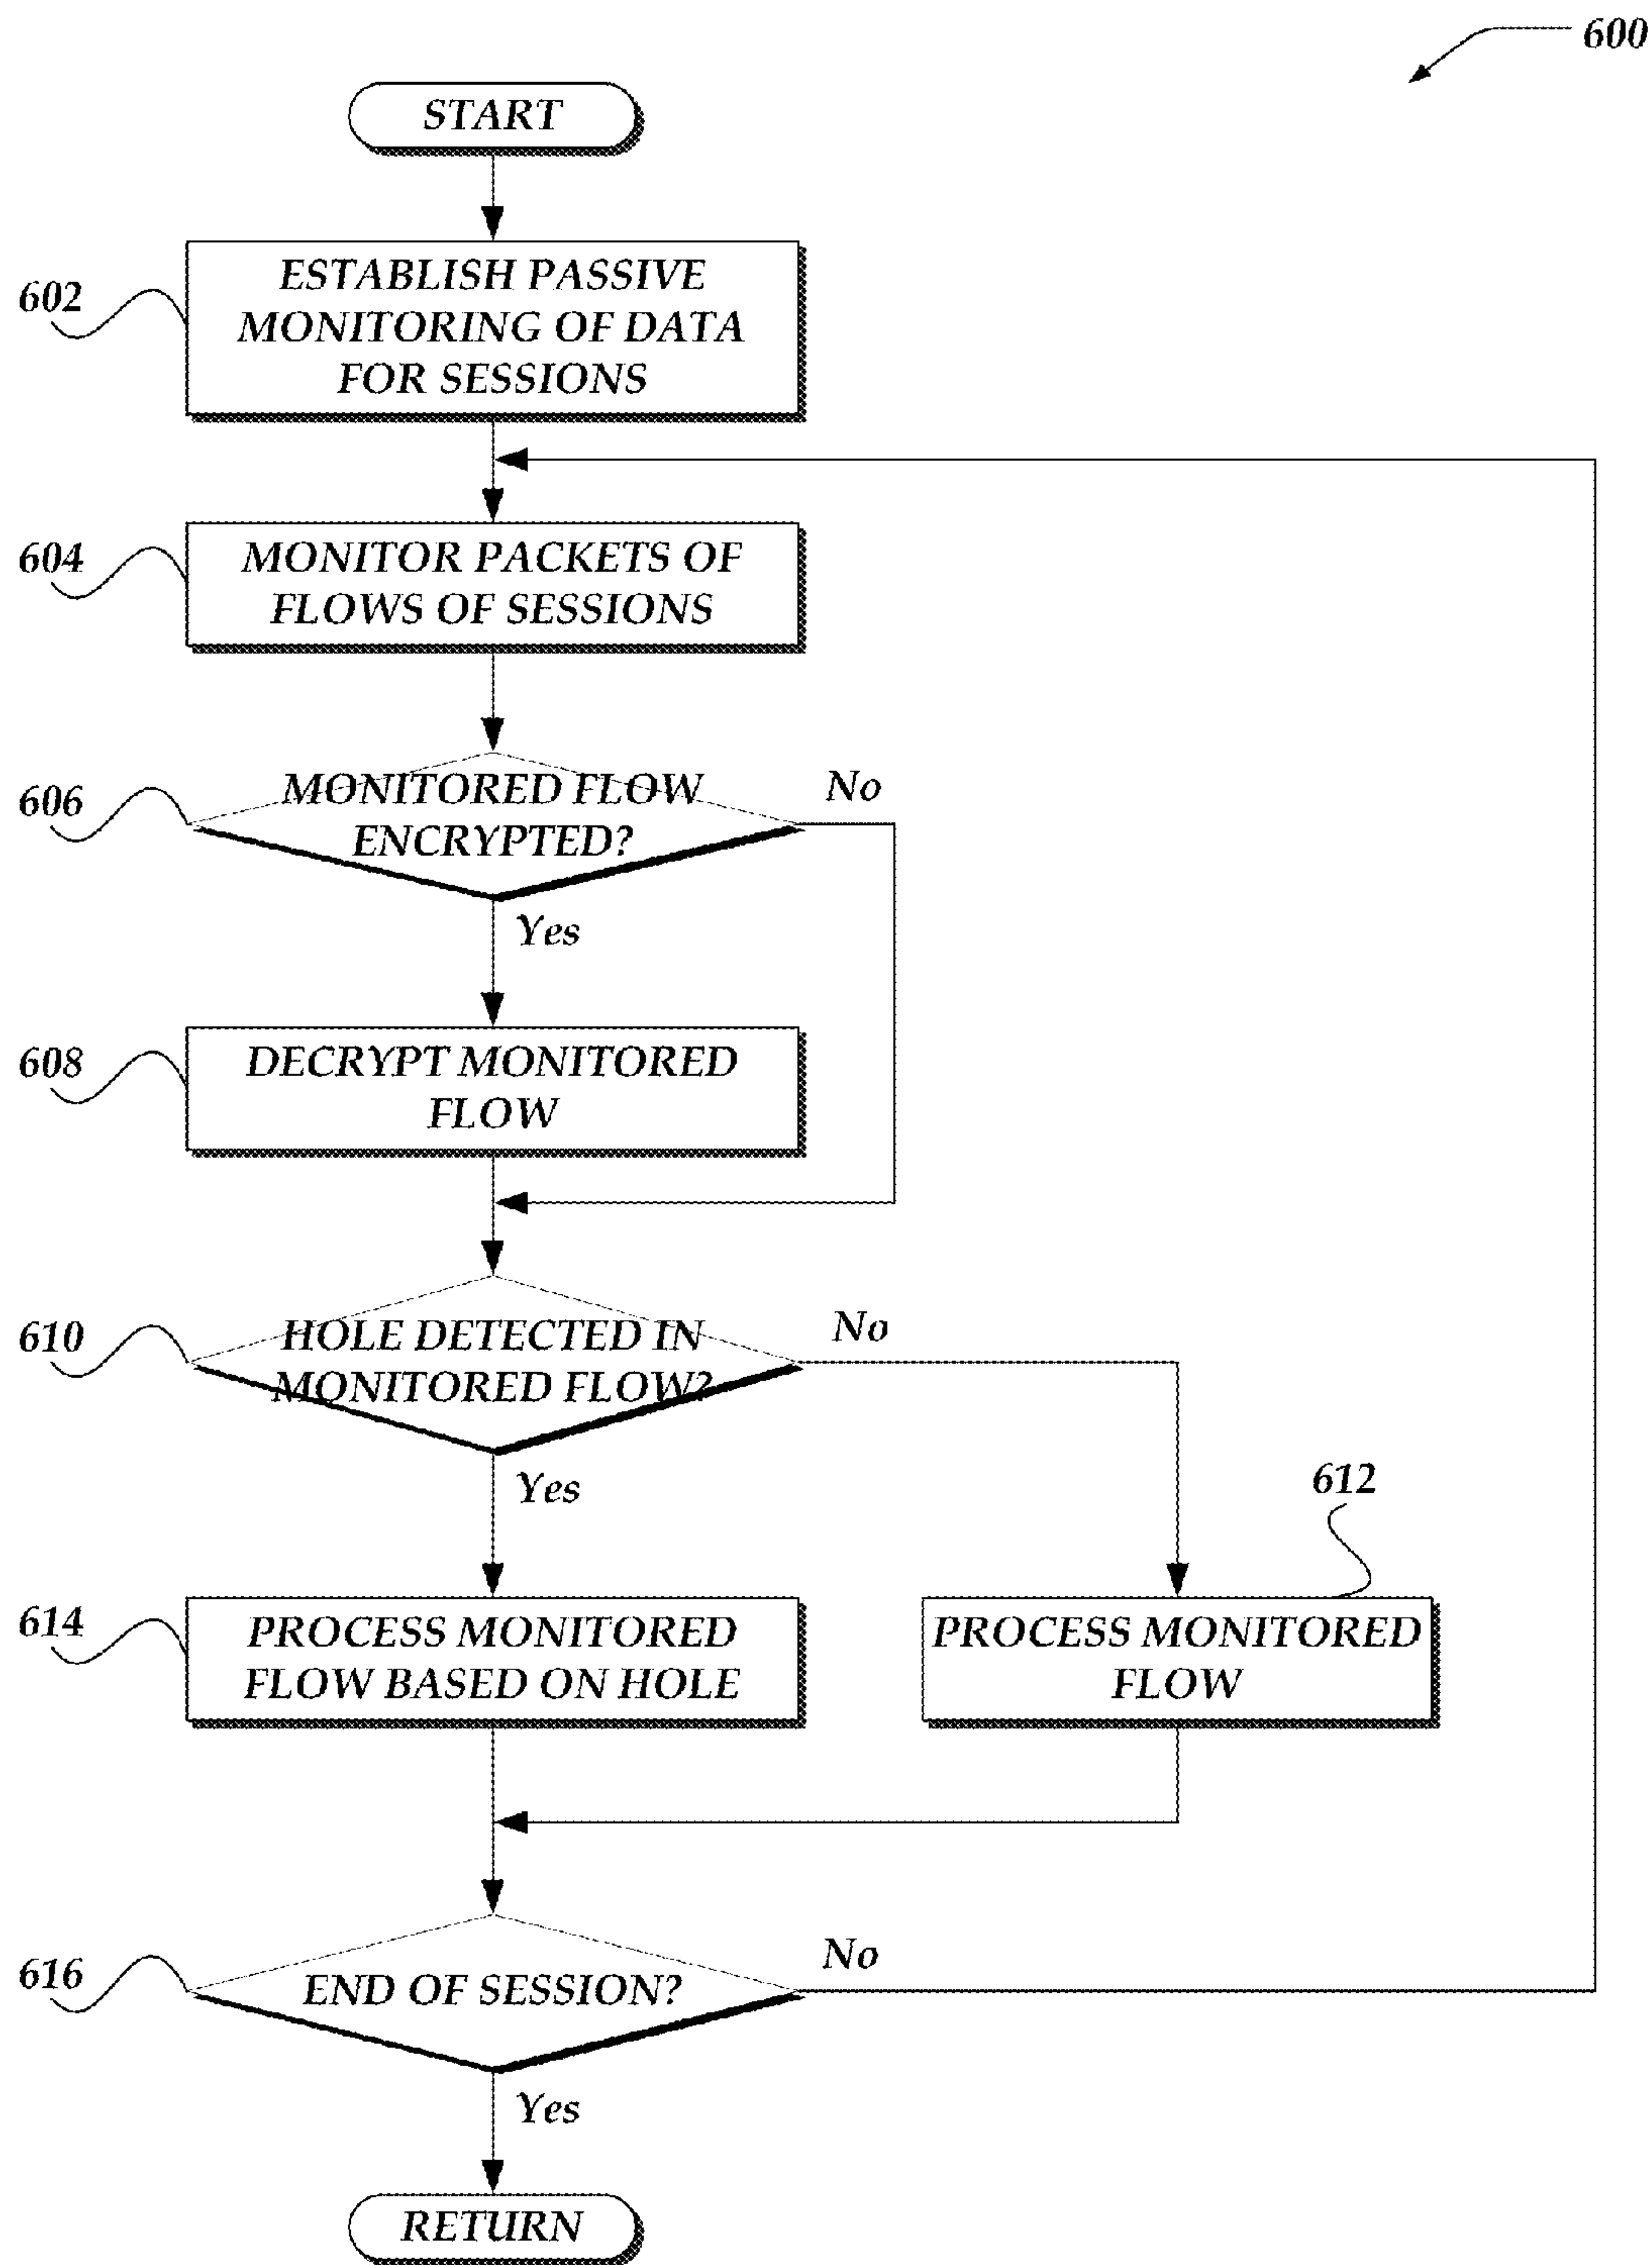 600
START
602
ESTABLISH PASSIVE
MONITORING OF DATA
FOR SESSIONS
604
MONITOR PACKETS OF
FLOWS OF SESSIONS
606
MONITORED FLOW
ENCRYPTED?
No
Yes
608
DECRYPT MONITORED
FLOW
610
HOLE DETECTED IN
MONITORED FLOW?
No
Yes
612
614
PROCESS MONITORED
FLOW BASED ON HOLE
PROCESS MONITORED
FLOW
616
END OF SESSION?
No
Yes
RETURN